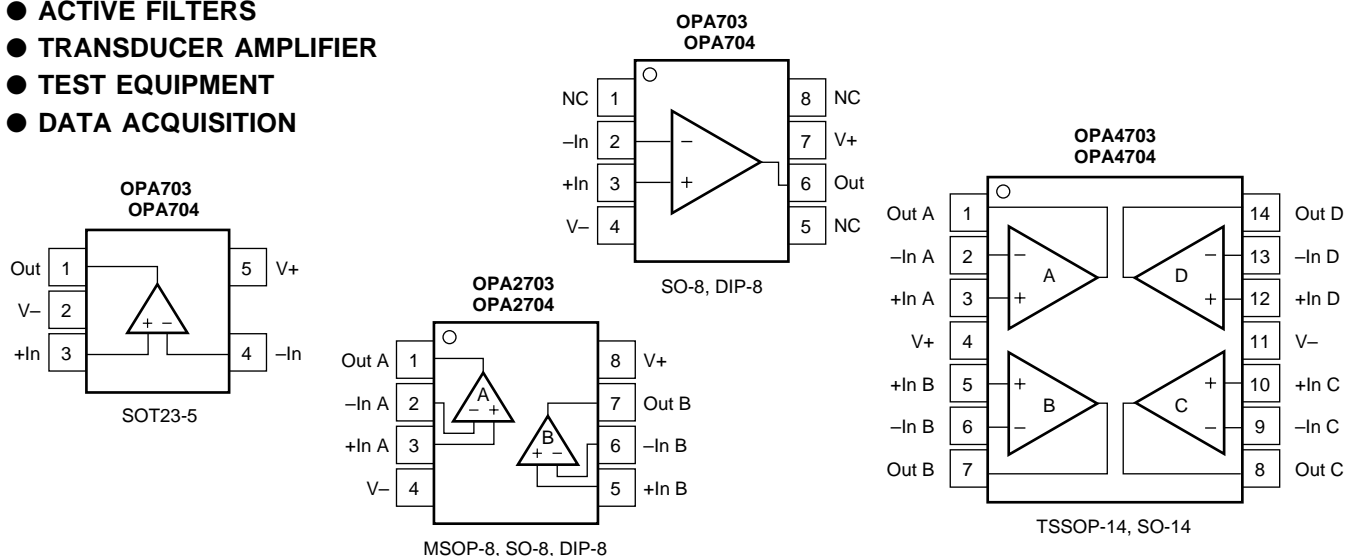 ● ACTIVE FILTERS
● TRANSDUCER AMPLIFIER
● TEST EQUIPMENT
● DATA ACQUISITION
OPA703
OPA704
Out 1
V– 2
+In 3
5 V+
4 –In
+ –
SOT23-5
OPA2703
OPA2704
Out A 1
–In A 2
+In A 3
V– 4
8 V+
7 Out B
6 –In B
5 +In B
A
– +
B
+ –
MSOP-8, SO-8, DIP-8
OPA703
OPA704
NC 1
–In 2
+In 3
V– 4
8 NC
7 V+
6 Out
5 NC
–
+
SO-8, DIP-8
OPA4703
OPA4704
Out A 1
–In A 2
+In A 3
V+ 4
+In B 5
–In B 6
Out B 7
14 Out D
13 –In D
12 +In D
11 V–
10 +In C
9 –In C
8 Out C
–
A
+
–
D
+
+
B
–
+
C
–
TSSOP-14, SO-14